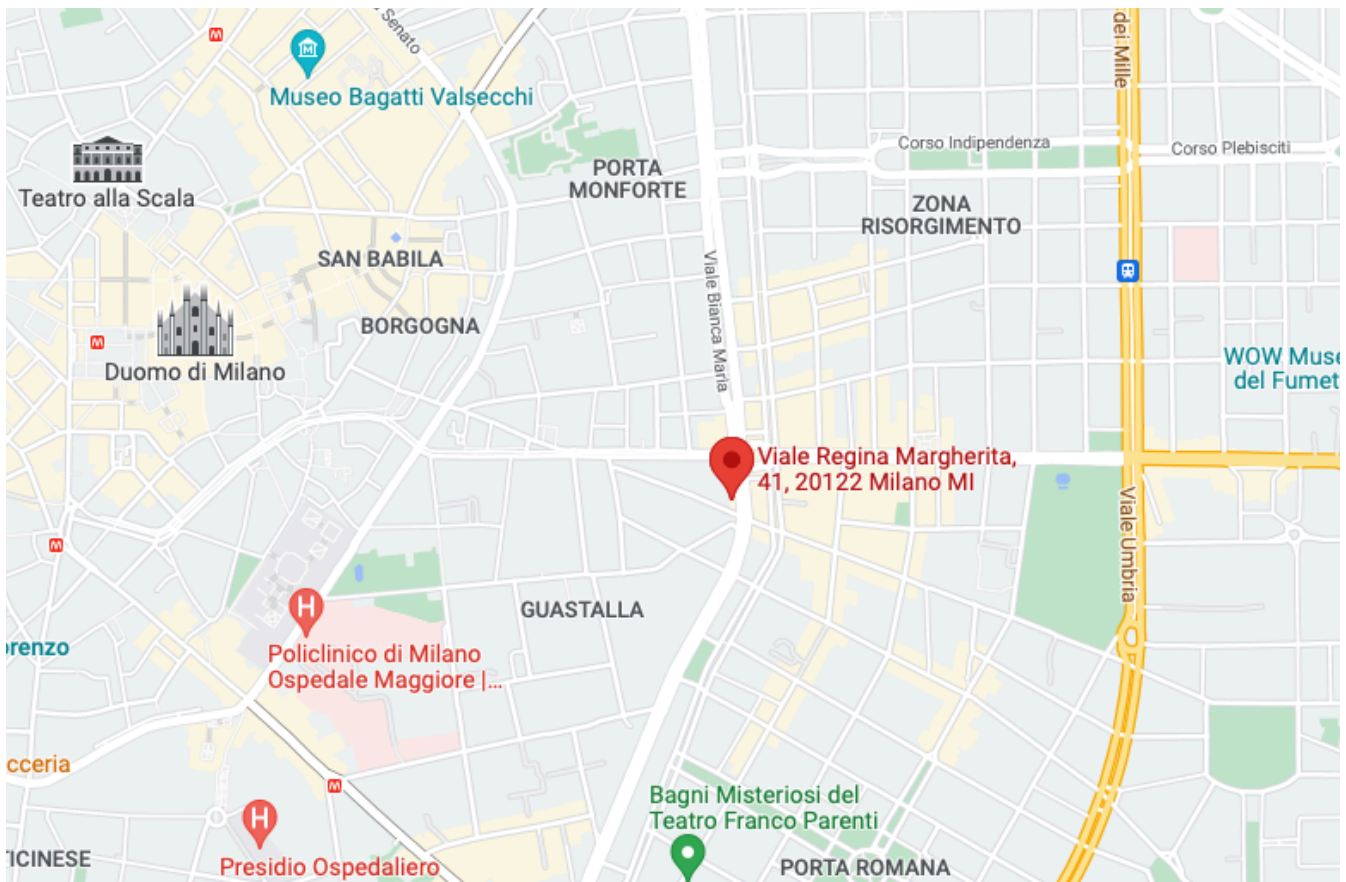 Senato
dei Mille
Museo Bagatti Valsecchi
Corso Indipendenza
Corso Plebisciti
Teatro alla Scala
PORTA
MONFORTE
ZONA
RISORGIMENTO
SAN BABILA
Viale Bianca Maria
BORGOGNA
Duomo di Milano
WOW Muse
del Fumet
Viale Regina Margherita,
41, 20122 Milano MI
Viale Umbria
GUASTALLA
orenzo
Policlinico di Milano
Ospedale Maggiore |...
cceria
Bagni Misteriosi del
Teatro Franco Parenti
TICINESE
Presidio Ospedaliero
PORTA ROMANA
M
M
M
M
M
H
H